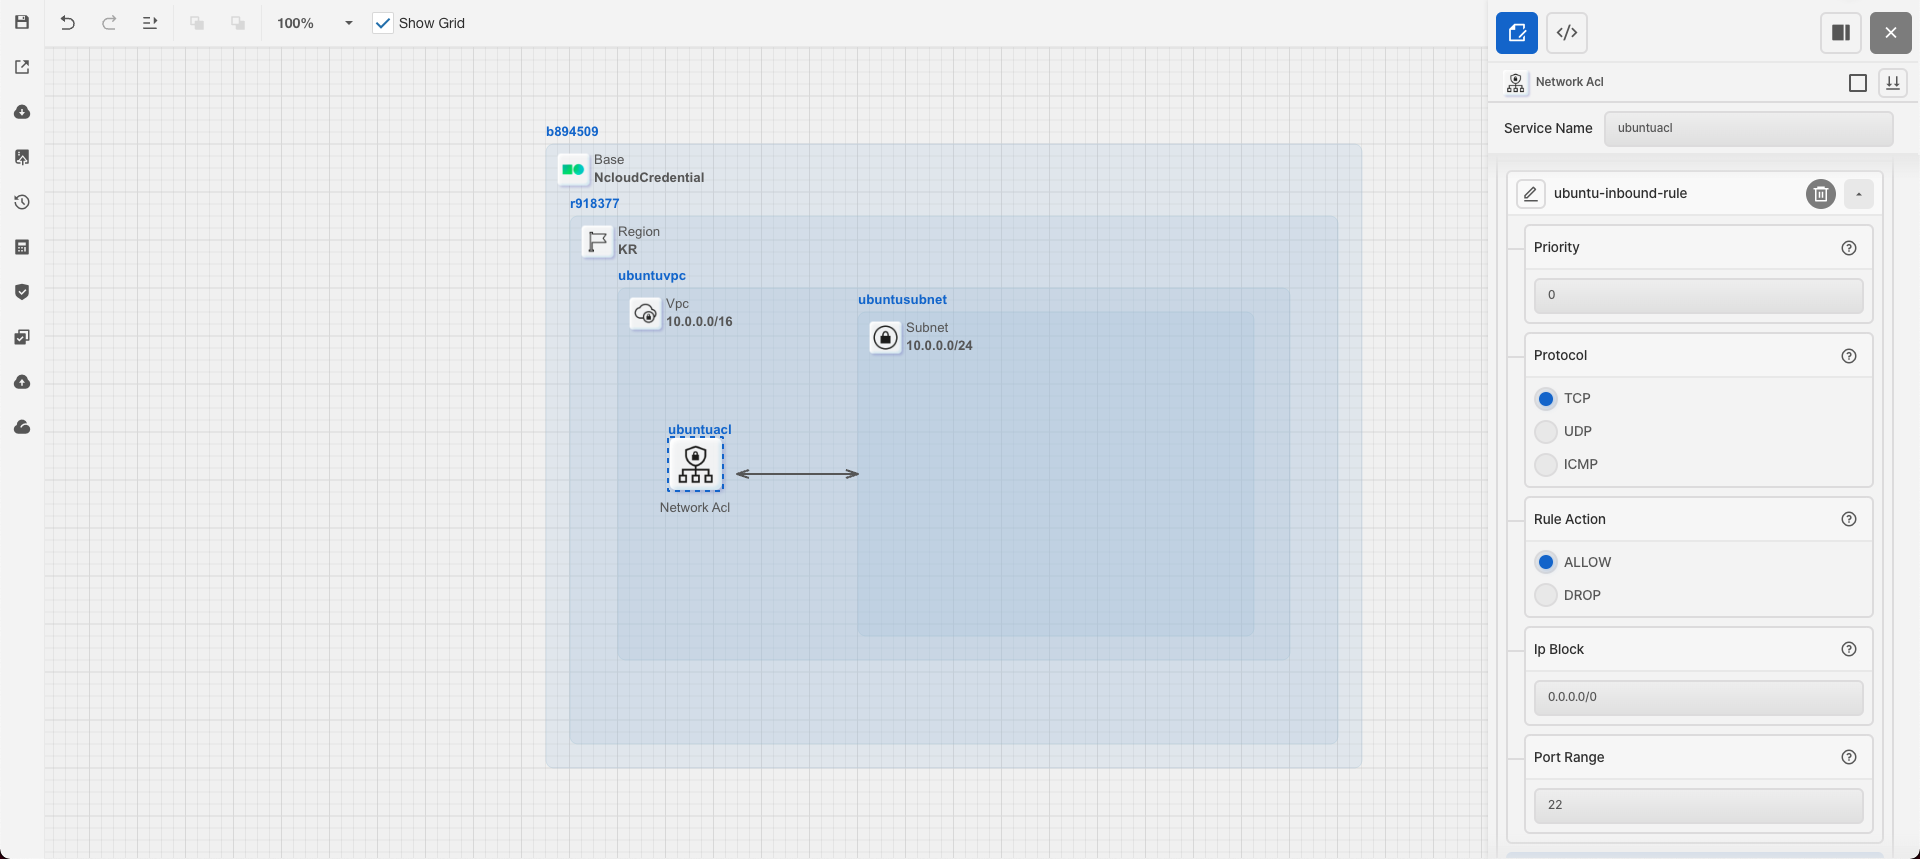 100%
Show Grid
b894509
Base
NcloudCredential
r918377
Region
KR
ubuntuvpc
Vpc
10.0.0.0/16
ubuntusubnet
Subnet
10.0.0.0/24
ubuntuacl
Network Acl
</>
Network Acl
Service Name
ubuntuacl
ubuntu-inbound-rule
Priority
0
Protocol
TCP
UDP
ICMP
Rule Action
ALLOW
DROP
Ip Block
0.0.0.0/0
Port Range
22